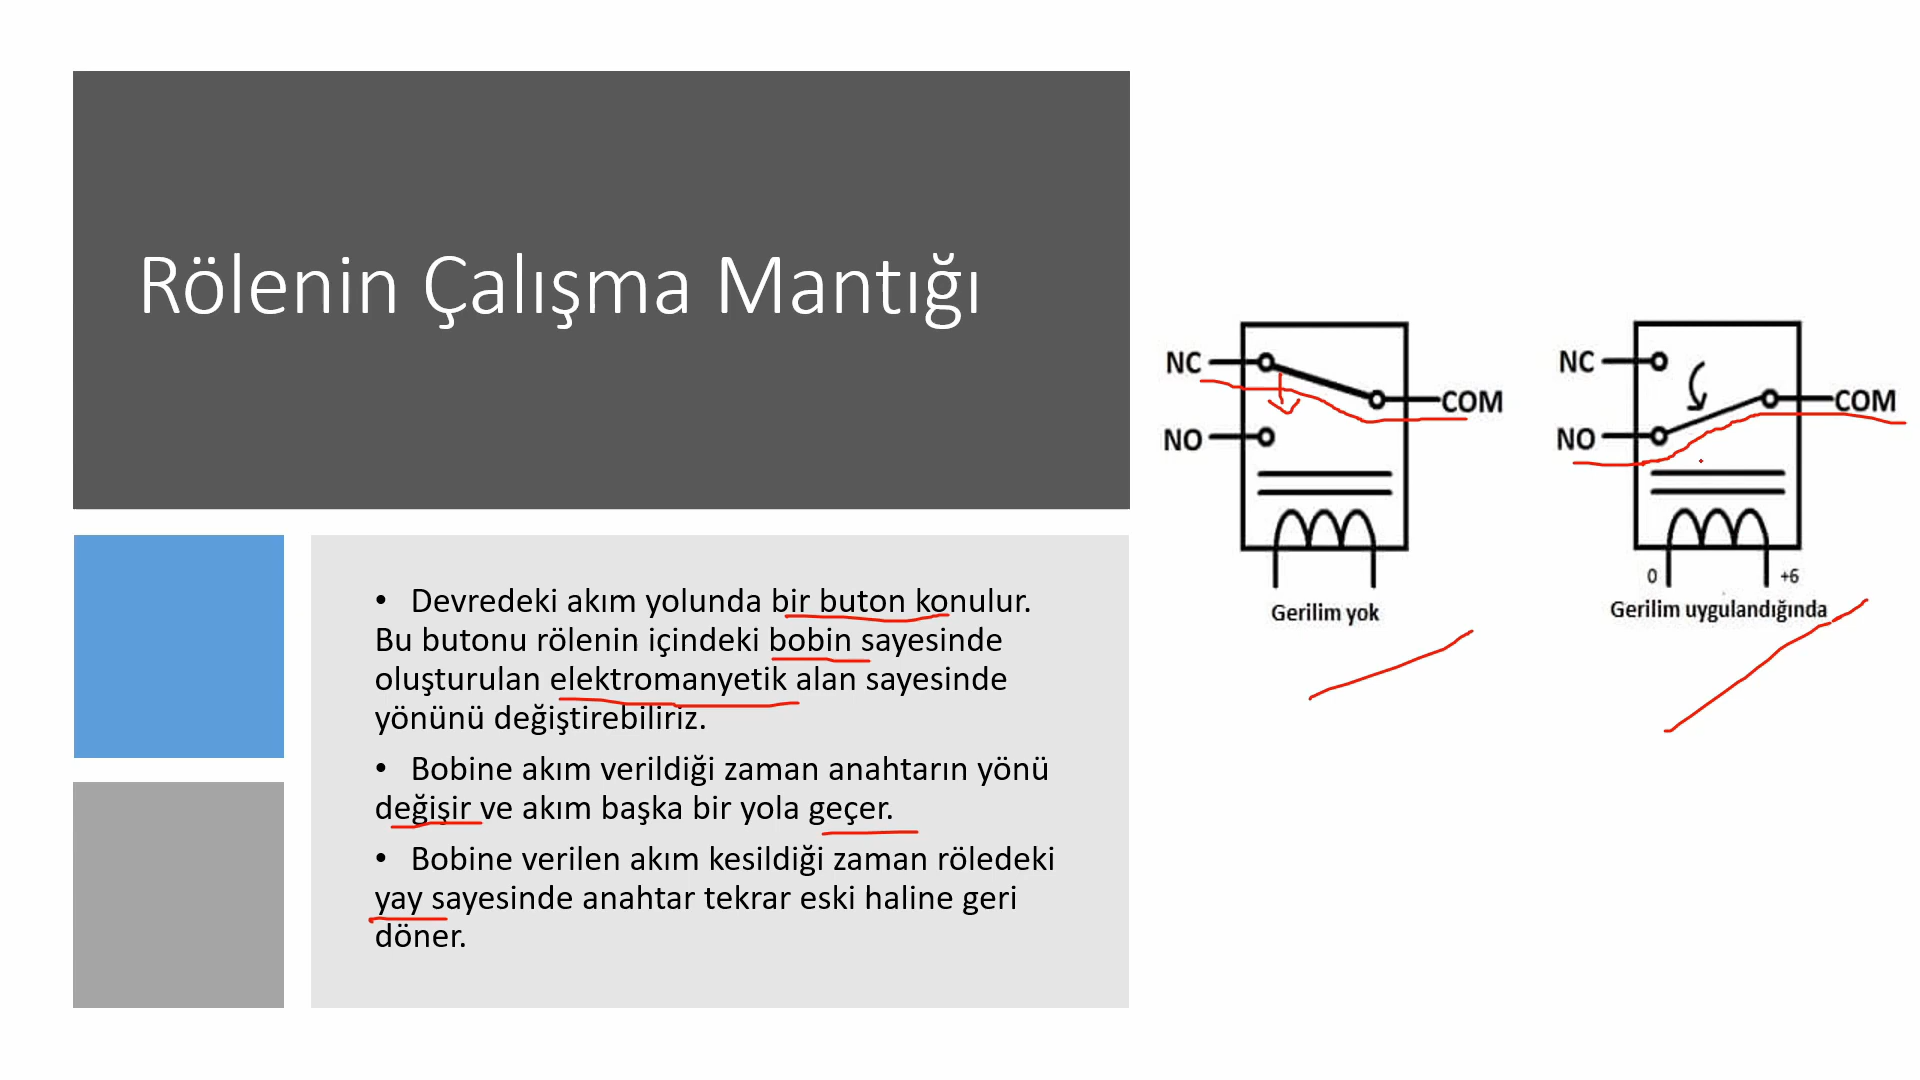 Rölenin Çalışma Mantığı
• Devredeki akım yolunda bir buton konulur.
Bu butonu rölenin içindeki bobin sayesinde
oluşturulan elektromanyetik alan sayesinde
yönünü değiştirebiliriz.
• Bobine akım verildiği zaman anahtarın yönü
değişir ve akım başka bir yola geçer.
• Bobine verilen akım kesildiği zaman röledeki
yay sayesinde anahtar tekrar eski haline geri
döner.
NC
COM
NO
Gerilim yok
NC
COM
NO
0
+6
Gerilim uygulandığında